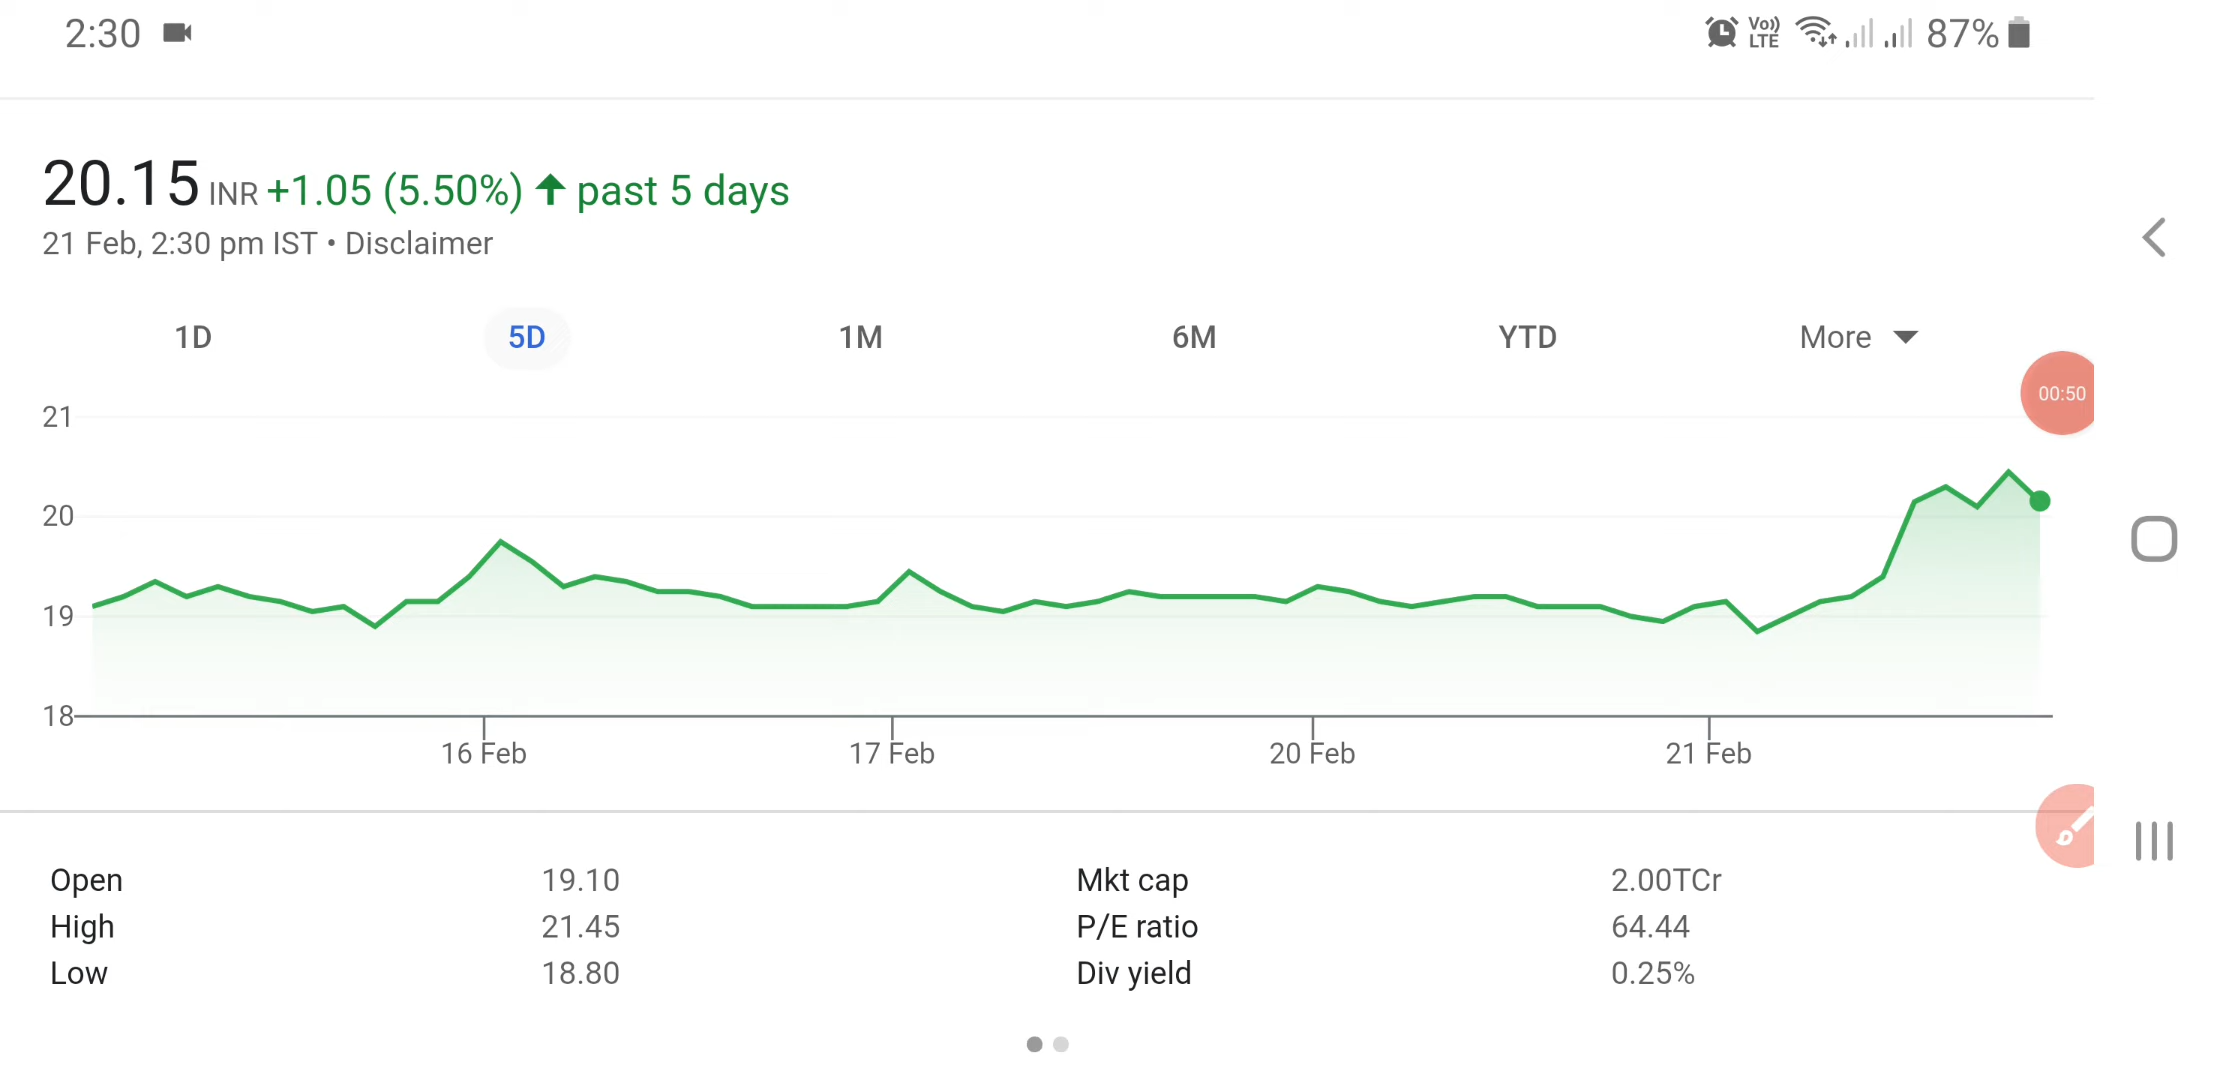 2:30
Vo)) LTE 87%
20.15 INR +1.05 (5.50%) ↑ past 5 days
21 Feb, 2:30 pm IST • Disclaimer
1D 5D 1M 6M YTD More
00:50
21
20
19
18
16 Feb 17 Feb 20 Feb 21 Feb
Open 19.10 Mkt cap 2.00TCr
High 21.45 P/E ratio 64.44
Low 18.80 Div yield 0.25%